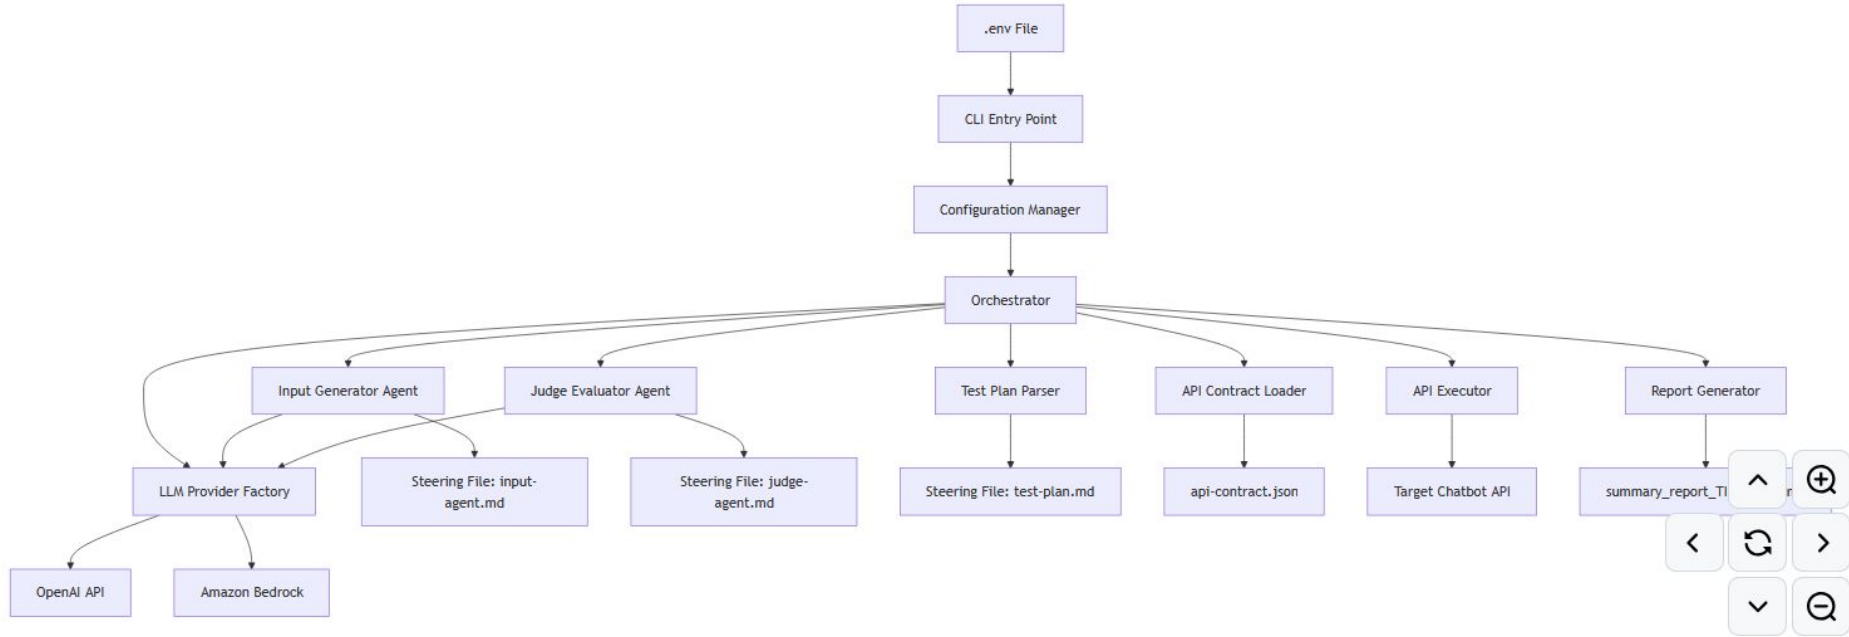 .env File
CLI Entry Point
Configuration Manager
Orchestrator
Input Generator Agent
Judge Evaluator Agent
Test Plan Parser
API Contract Loader
API Executor
Report Generator
LLM Provider Factory
Steering File: input-
agent.md
Steering File: judge-
agent.md
Steering File: test-plan.md
api-contract.json
Target Chatbot API
OpenAI API
Amazon Bedrock